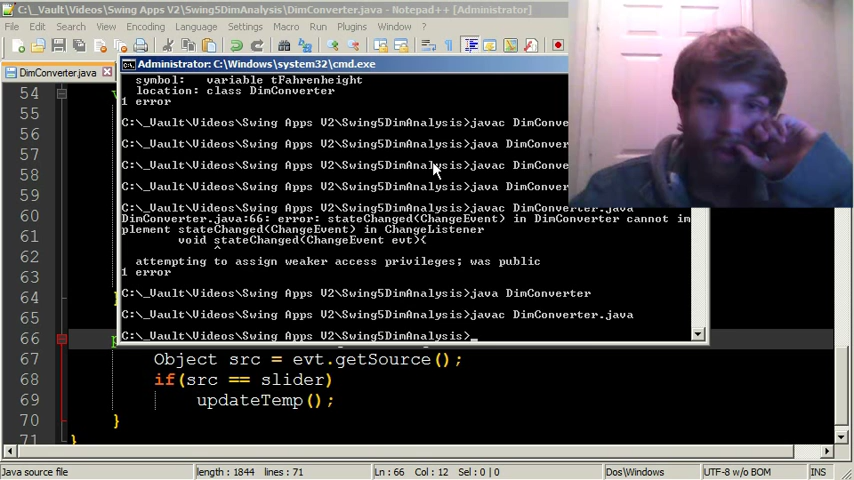 C:\_Vault\Videos\Swing Apps V2\Swing5DimAnalysis\DimConverter.java - Notepad++ [Administrator]
File Edit Search View Encoding Language Settings Macro Run Plugins Window ?
DimConverter.java
Administrator: C:\Windows\system32\cmd.exe
symbol:   variable tFahrenheight
location: class DimConverter
1 error
C:\_Vault\Videos\Swing Apps V2\Swing5DimAnalysis>javac DimConve
C:\_Vault\Videos\Swing Apps V2\Swing5DimAnalysis>java DimConver
C:\_Vault\Videos\Swing Apps V2\Swing5DimAnalysis>javac DimConve
C:\_Vault\Videos\Swing Apps V2\Swing5DimAnalysis>java DimConver
C:\_Vault\Videos\Swing Apps V2\Swing5DimAnalysis>javac DimConverter.java
DimConverter.java:66: error: stateChanged(ChangeEvent) in DimConverter cannot im
plement stateChanged(ChangeEvent) in ChangeListener
void stateChanged(ChangeEvent evt){
^
attempting to assign weaker access privileges; was public
1 error
C:\_Vault\Videos\Swing Apps V2\Swing5DimAnalysis>java DimConverter
C:\_Vault\Videos\Swing Apps V2\Swing5DimAnalysis>javac DimConverter.java
C:\_Vault\Videos\Swing Apps V2\Swing5DimAnalysis>_
54
55
56
57
58
59
60
61
62
63
64 }
65
66
67 Object src = evt.getSource();
68 if(src == slider)
69 updateTemp();
70 }
71 }
Java source file length : 1844 lines : 71 Ln : 66 Col : 12 Sel : 0 | 0 Dos\Windows UTF-8 w/o BOM INS